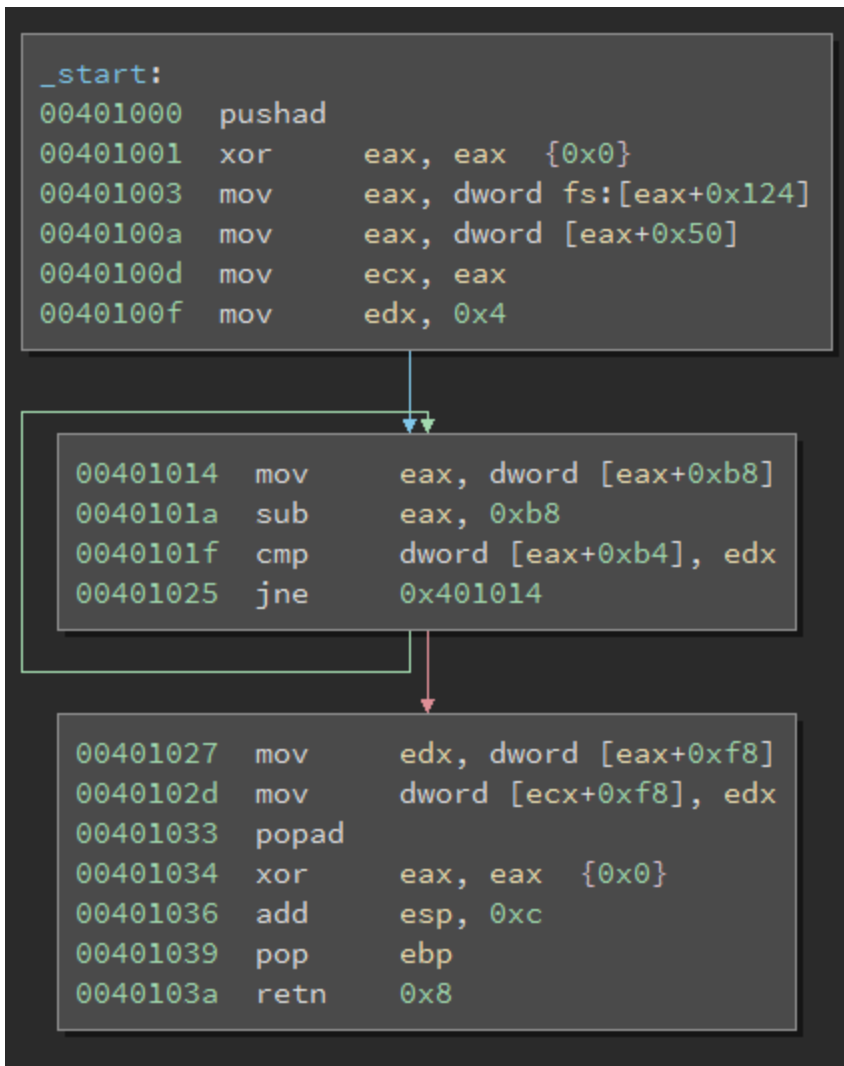 _start:
00401000 pushad
00401001 xor eax, eax {0x0}
00401003 mov eax, dword fs:[eax+0x124]
0040100a mov eax, dword [eax+0x50]
0040100d mov ecx, eax
0040100f mov edx, 0x4
00401014 mov eax, dword [eax+0xb8]
0040101a sub eax, 0xb8
0040101f cmp dword [eax+0xb4], edx
00401025 jne 0x401014
00401027 mov edx, dword [eax+0xf8]
0040102d mov dword [ecx+0xf8], edx
00401033 popad
00401034 xor eax, eax {0x0}
00401036 add esp, 0xc
00401039 pop ebp
0040103a retn 0x8